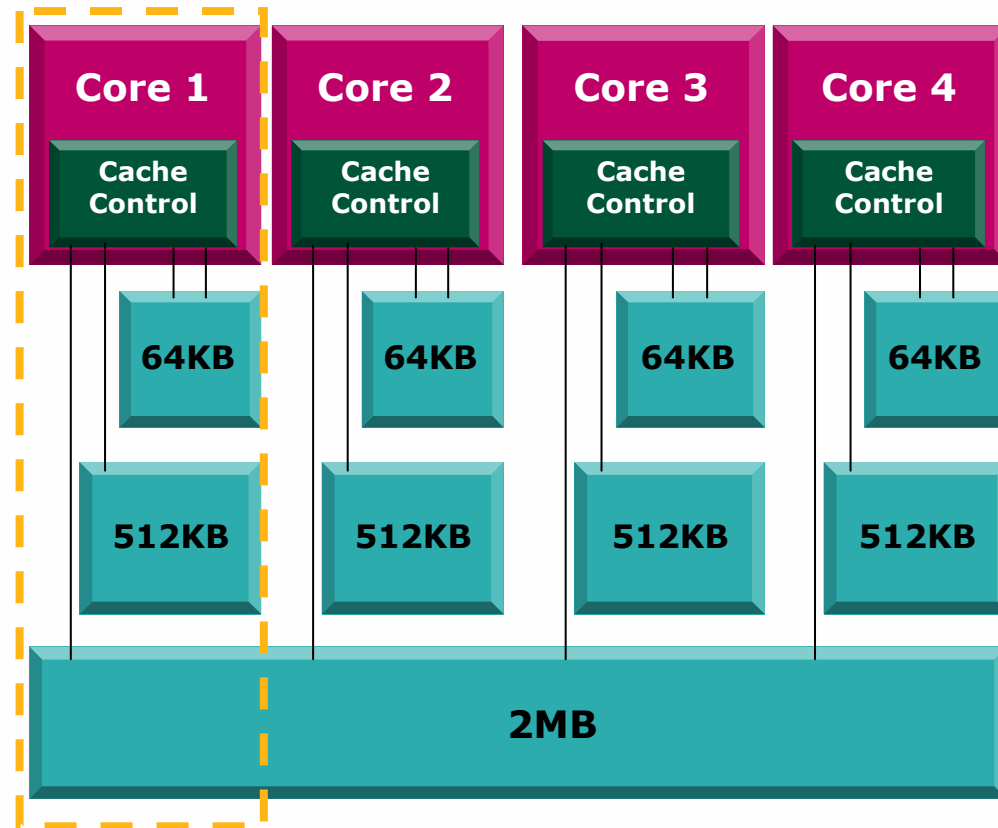 Core 1
Core 2
Core 3
Core 4
Cache
Control
Cache
Control
Cache
Control
Cache
Control
64KB
64KB
64KB
64KB
512KB
512KB
512KB
512KB
2MB